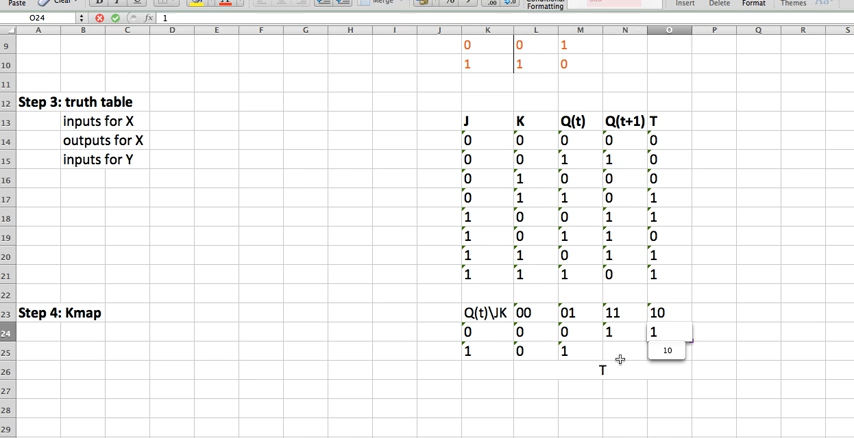 Paste Clear B I U A Merge % .00 .00 Conditional Formatting Insert Delete Format Themes Aa
O24 fx 1
A B C D E F G H I J K L M N O P Q R S
9 0 0 1
10 1 1 0
11
12 Step 3: truth table
13 inputs for X J K Q(t) Q(t+1) T
14 outputs for X 0 0 0 0 0
15 inputs for Y 0 0 1 1 0
16 0 1 0 0 0
17 0 1 1 0 1
18 1 0 0 1 1
19 1 0 1 1 0
20 1 1 0 1 1
21 1 1 1 0 1
22
23 Step 4: Kmap Q(t)\JK 00 01 11 10
24 0 0 0 1 1
25 1 0 1 10
26 T
27
28
29